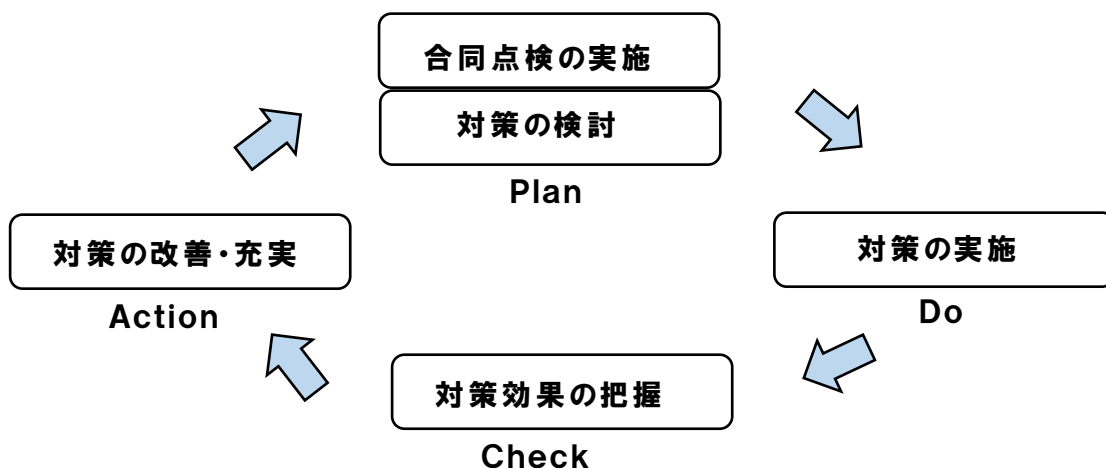 合同点検の実施
対策の検討
Plan
対策の改善・充実
対策の実施
Action
Do
対策効果の把握
Check